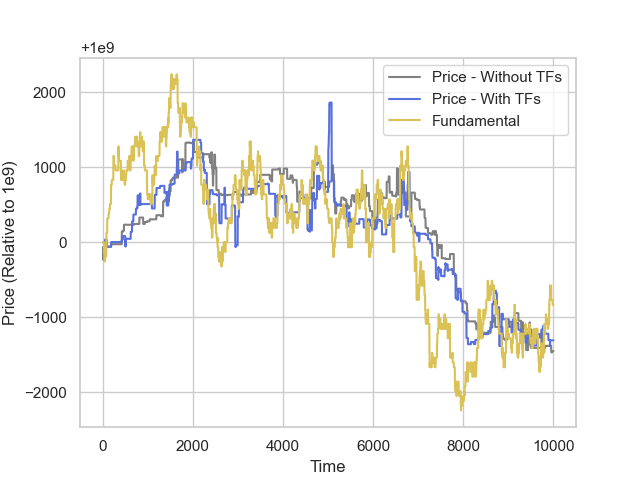 +1e9
Price - Without TFs
Price - With TFs
Fundamental
2000
1000
0
−1000
−2000
Price (Relative to 1e9)
0
2000
4000
6000
8000
10000
Time